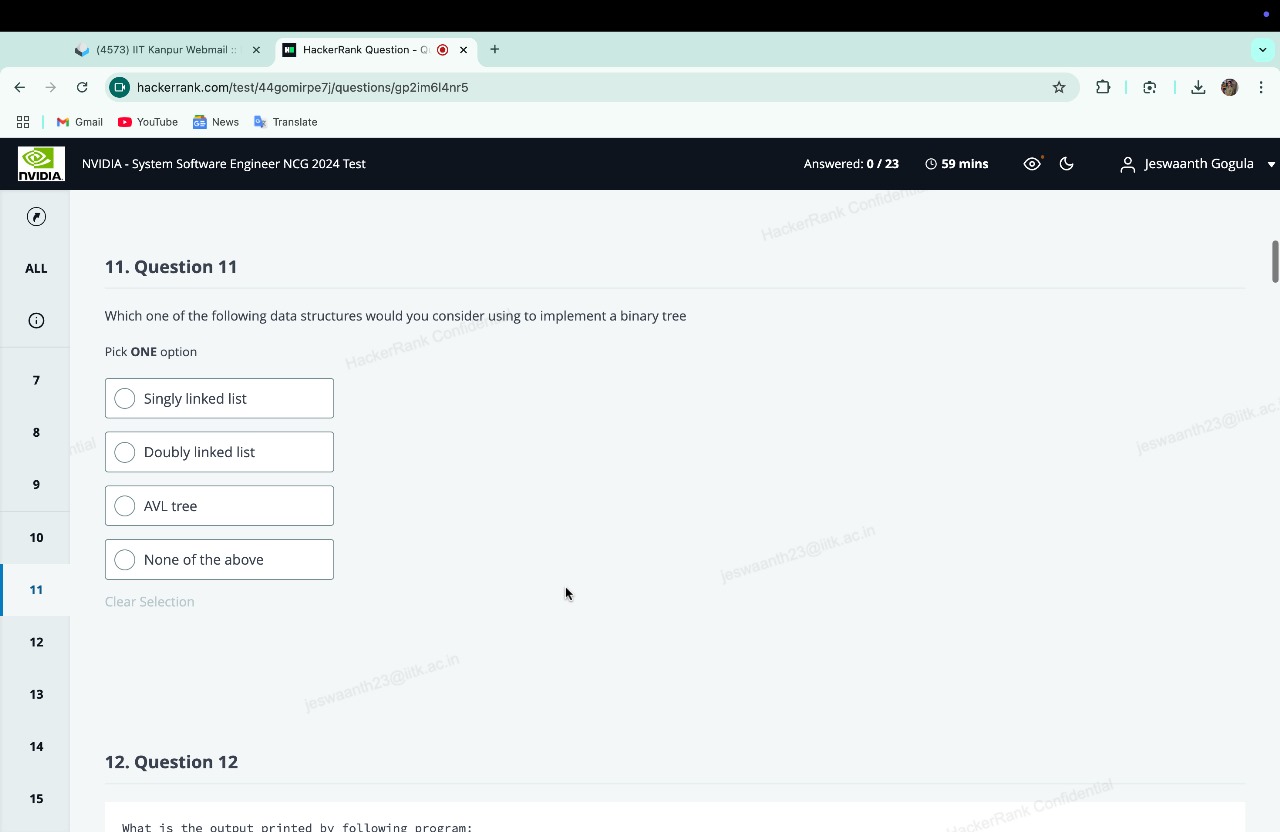 (4573) IIT Kanpur Webmail ::
HackerRank Question - Q
hackerrank.com/test/44gomirpe7j/questions/gp2im6l4nr5
Gmail
YouTube
News
Translate
NVIDIA
NVIDIA - System Software Engineer NCG 2024 Test
Answered: 0 / 23
59 mins
Jeswaanth Gogula
HackerRank Confidential
ALL
7
8
9
10
11
12
13
14
15
11. Question 11
Which one of the following data structures would you consider using to implement a binary tree
HackerRank Confidential
Pick ONE option
Singly linked list
jeswaanth23@iitk.ac.
ntial
Doubly linked list
AVL tree
jeswaanth23@iitk.ac.in
None of the above
Clear Selection
jeswaanth23@iitk.ac.in
12. Question 12
HackerRank Confidential
What is the output printed by following program: